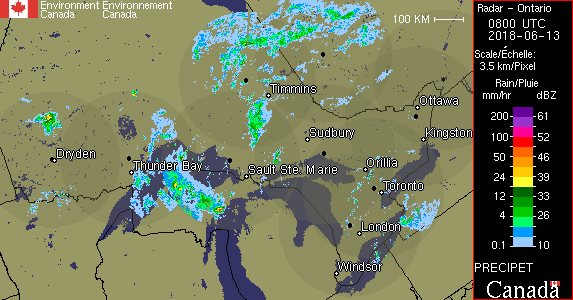 Environment Environnement
Canada Canada
100 KM
Timmins
Ottawa
Sudbury
Kingston
Dryden
Thunder Bay
Sault Ste. Marie
Orillia
Toronto
London
Windsor
Radar - Ontario
0800 UTC
2018-06-13
Scale/Échelle:
3.5 km/Pixel
Rain/Pluie
mm/hr dBZ
200 61
100 52
50 46
24 39
12 33
4 26
0.1 10
PRECIPET
Canada